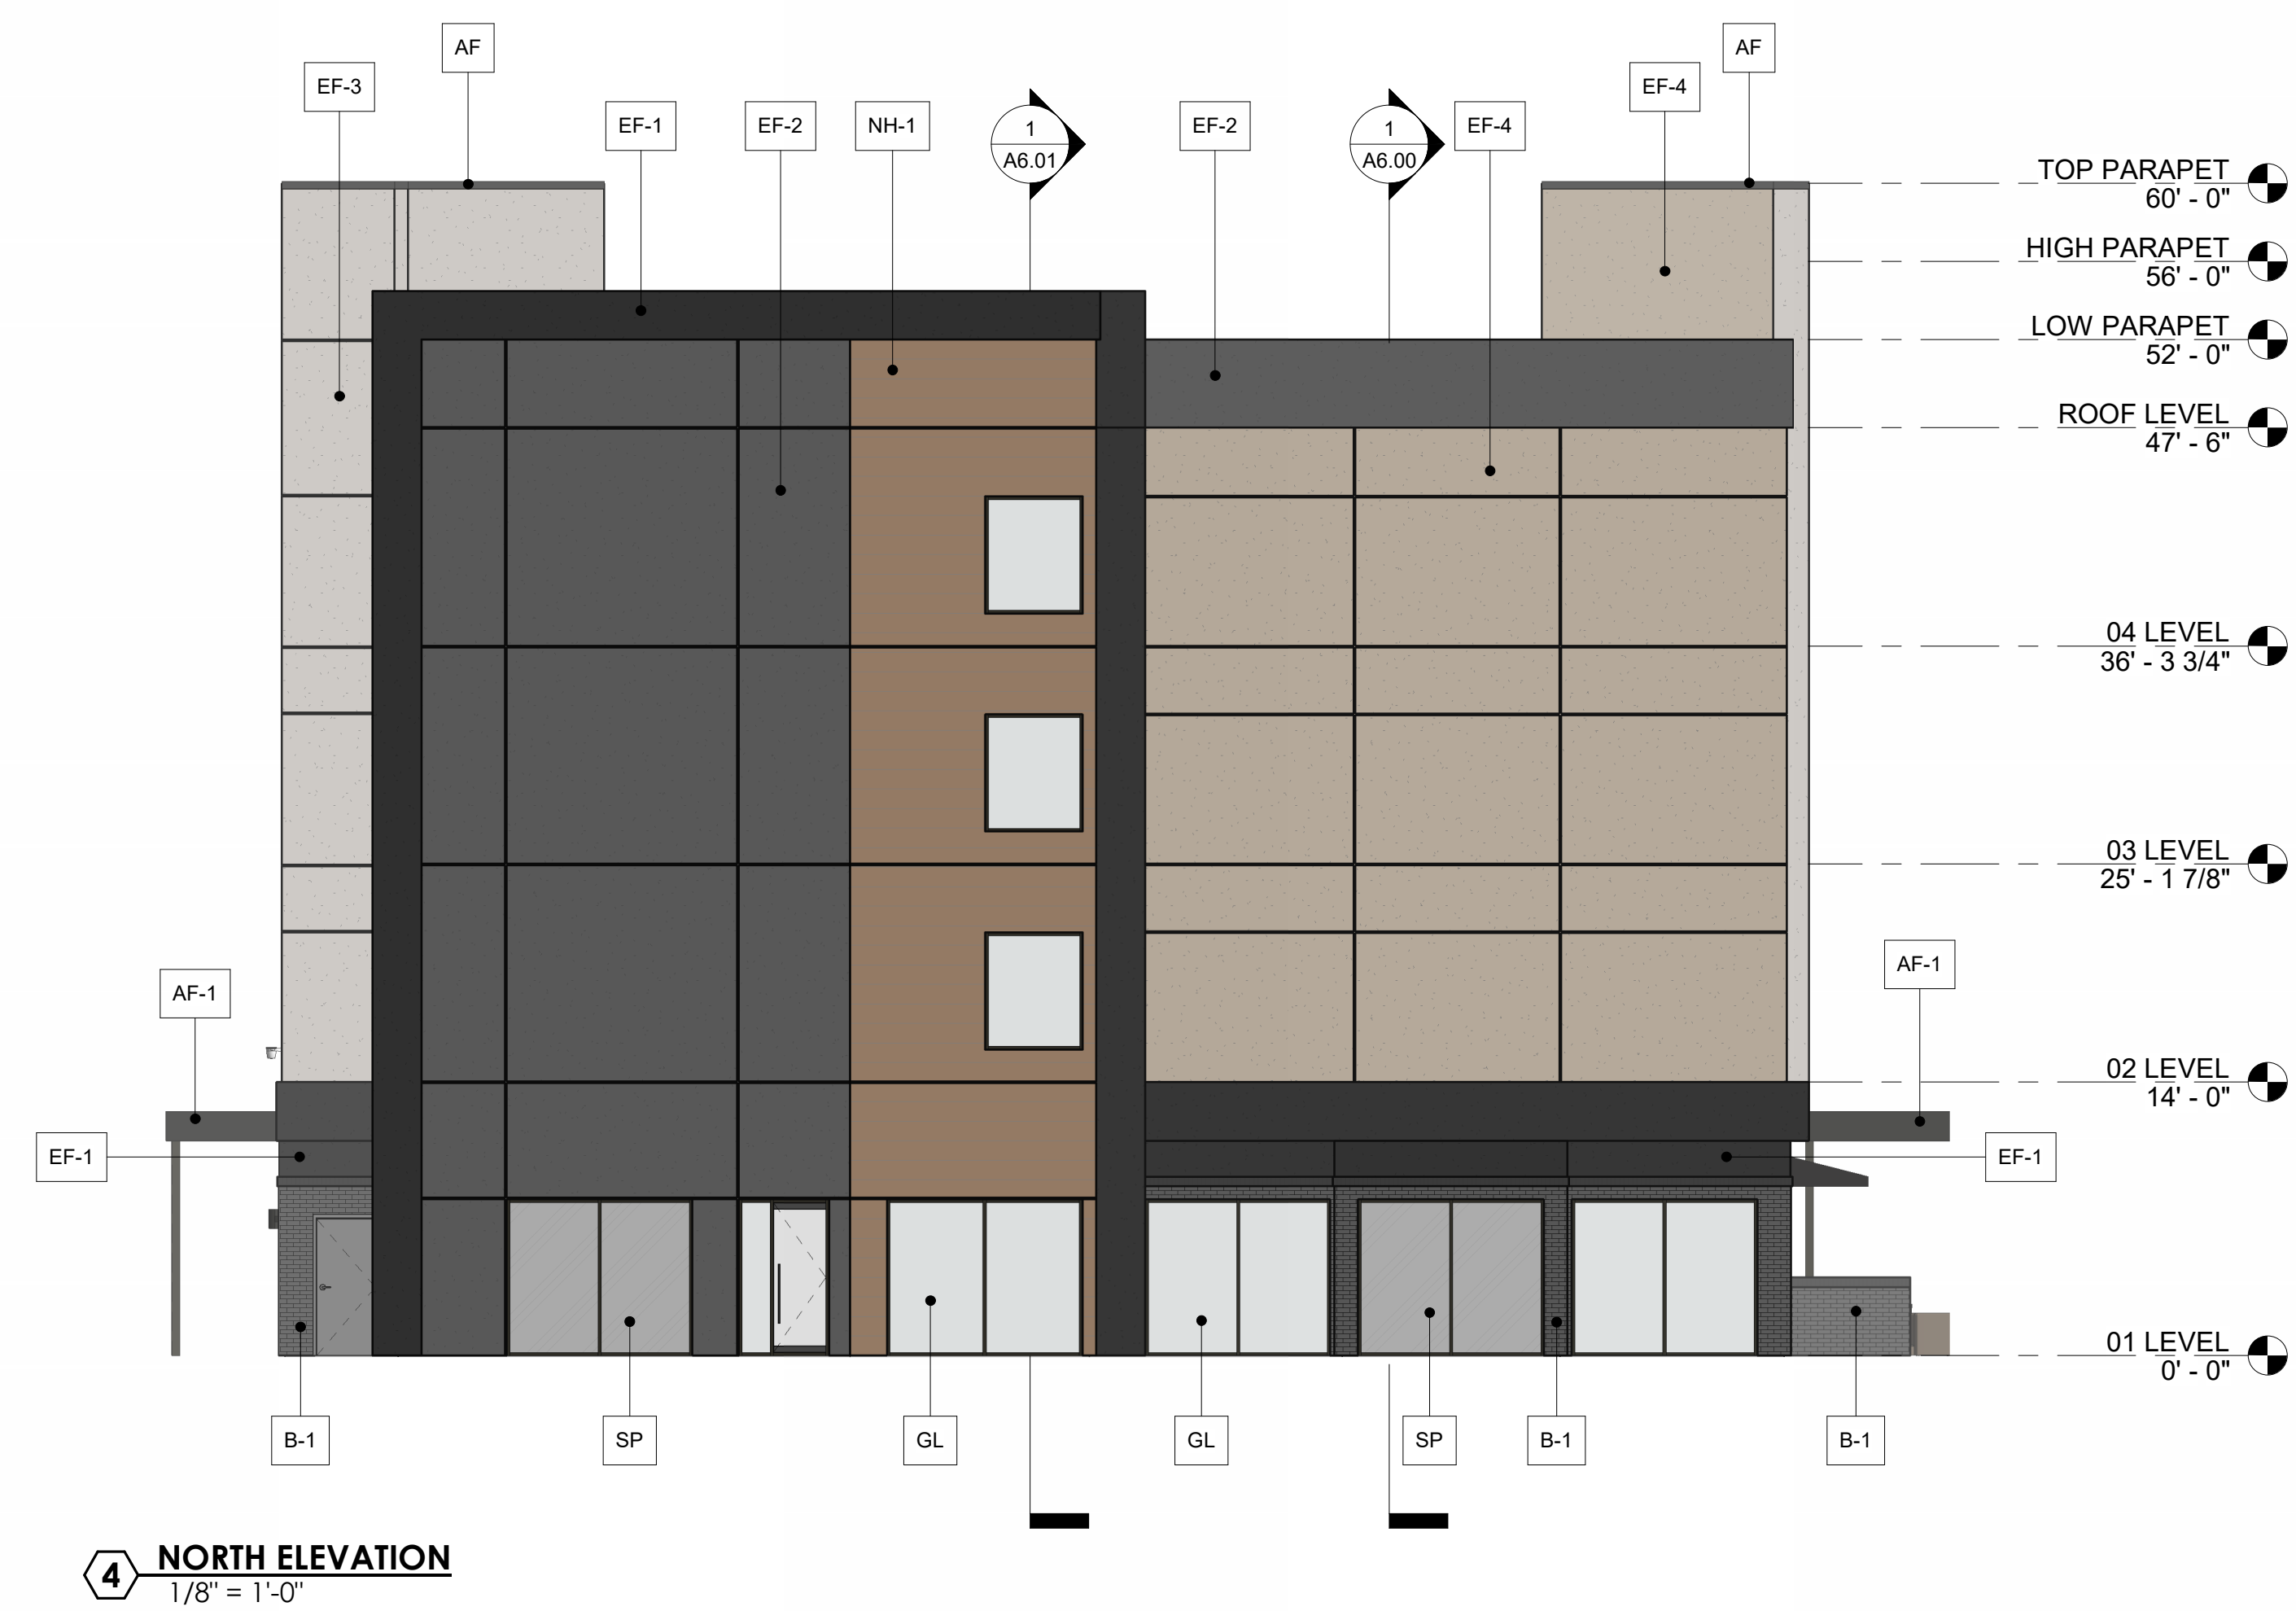 AF
AF
EF-3
EF-4
EF-1
EF-2
NH-1
1
A6.01
EF-2
1
A6.00
EF-4
TOP PARAPET
60' - 0"
HIGH PARAPET
56' - 0"
LOW PARAPET
52' - 0"
ROOF LEVEL
47' - 6"
04 LEVEL
36' - 3 3/4"
03 LEVEL
25' - 1 7/8"
AF-1
AF-1
02 LEVEL
14' - 0"
EF-1
EF-1
01 LEVEL
0' - 0"
B-1
SP
GL
GL
SP
B-1
B-1
4
NORTH ELEVATION
1/8" = 1'-0"